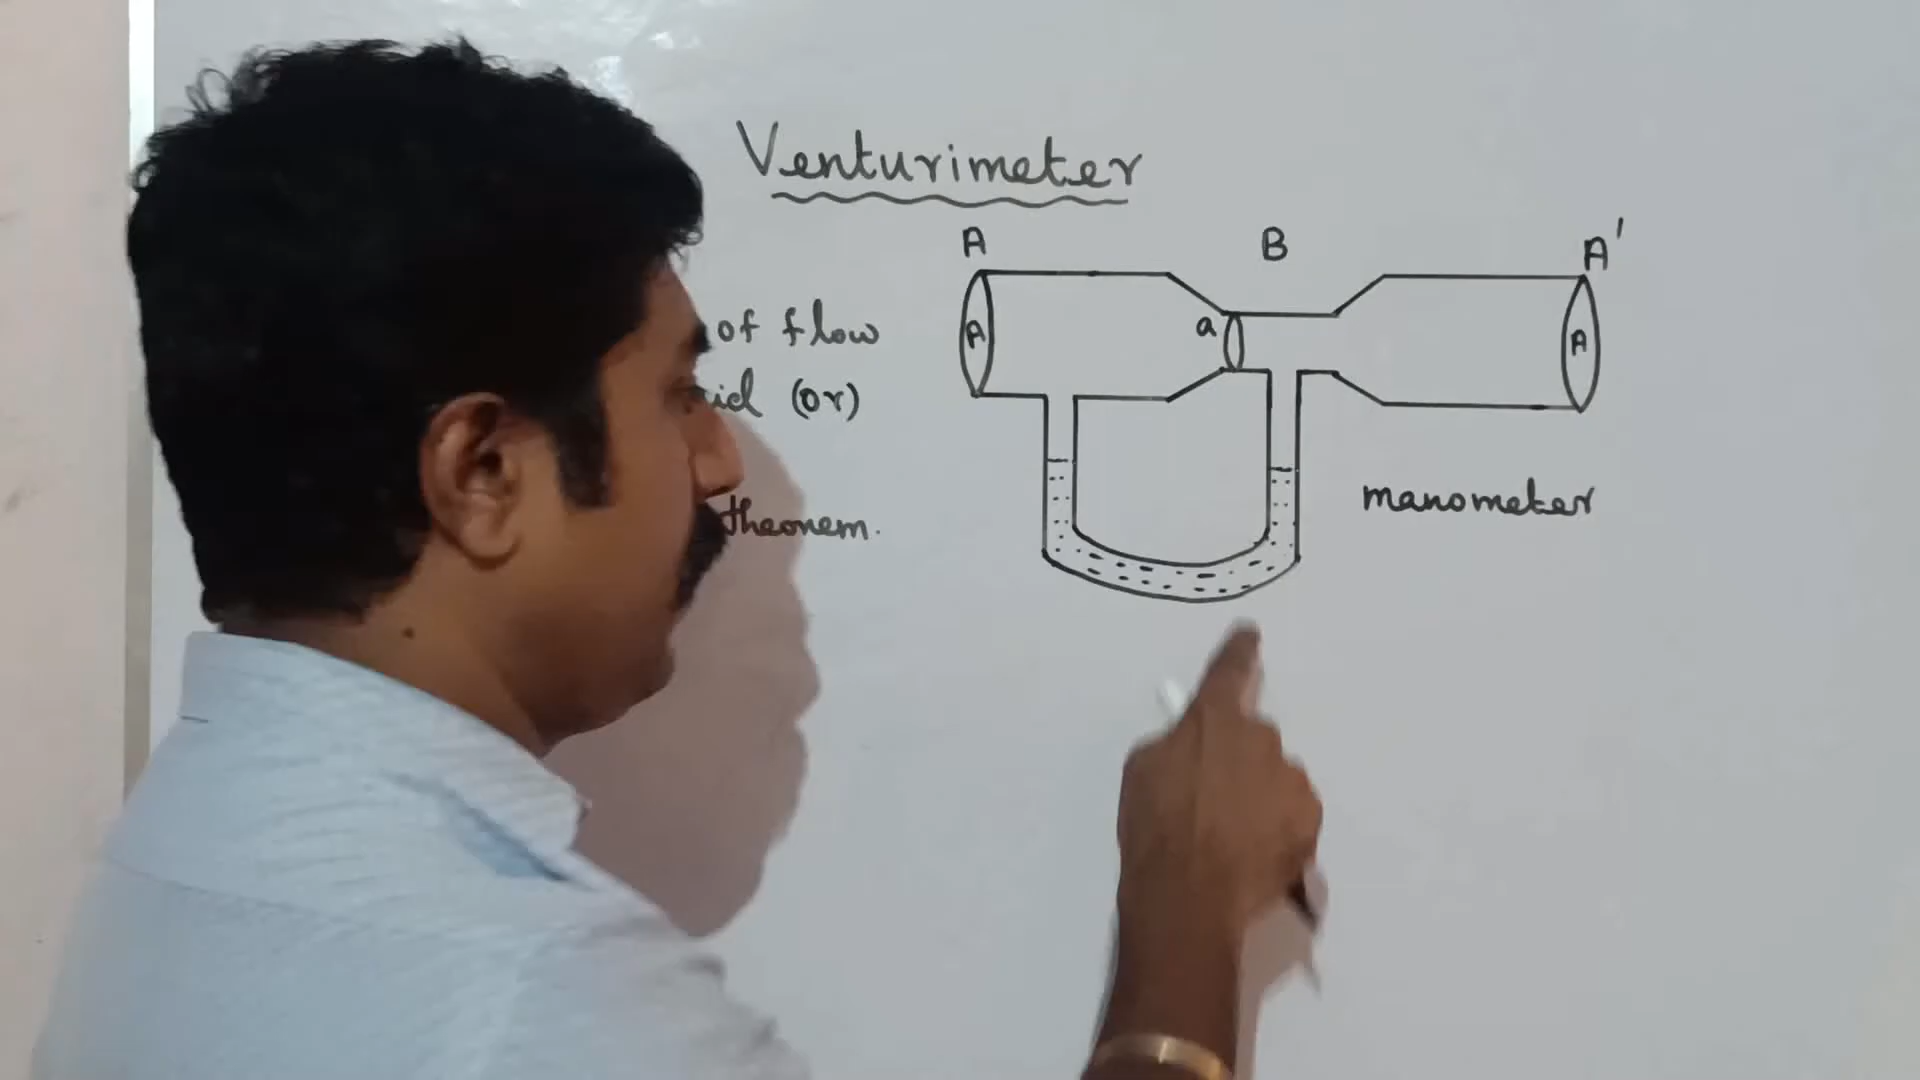 Venturimeter
A B A'
A a A
of flow
(or)
theorem.
manometer